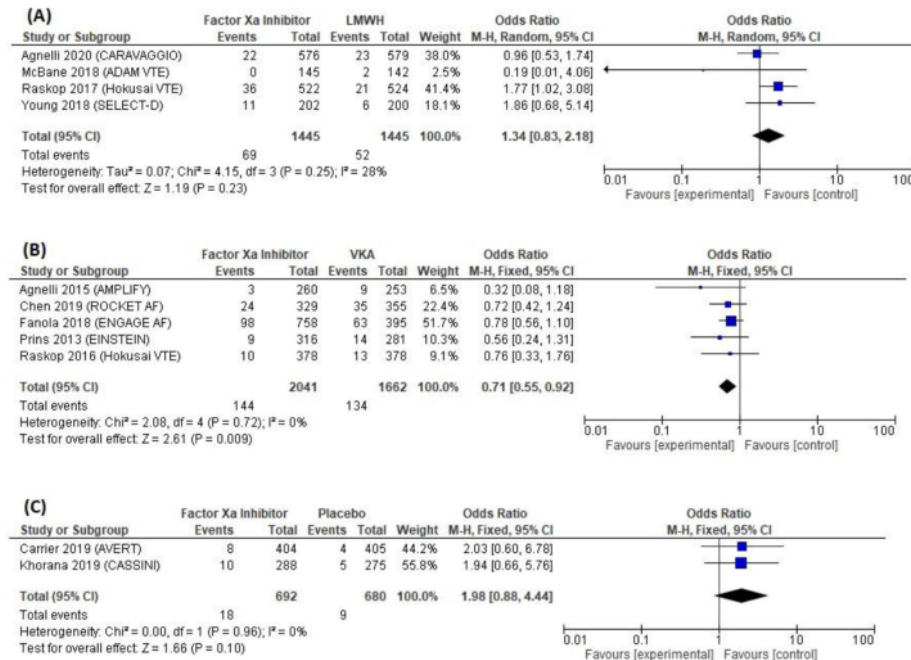 (A)
Factor Xa Inhibitor LMWH Odds Ratio Odds Ratio
Study or Subgroup Events Total Events Total Weight M-H, Random, 95% CI M-H, Random, 95% CI
Agnelli 2020 (CARAVAGGIO) 22 576 23 579 38.0% 0.96 [0.53, 1.74]
McBane 2018 (ADAM VTE) 0 145 2 142 2.5% 0.19 [0.01, 4.06]
Raskop 2017 (Hokusai VTE) 36 522 21 524 41.4% 1.77 [1.02, 3.08]
Young 2018 (SELECT-D) 11 202 6 200 18.1% 1.86 [0.68, 5.14]
Total (95% CI) 1445 1445 100.0% 1.34 [0.83, 2.18]
Total events 69 52
Heterogeneity: Tau² = 0.07; Chi² = 4.15, df = 3 (P = 0.25); I² = 28%
Test for overall effect: Z = 1.19 (P = 0.23)
0.01 0.1 1 10 100
Favours [experimental] Favours [control]
(B)
Factor Xa Inhibitor VKA Odds Ratio Odds Ratio
Study or Subgroup Events Total Events Total Weight M-H, Fixed, 95% CI M-H, Fixed, 95% CI
Agnelli 2015 (AMPLIFY) 3 260 9 253 6.5% 0.32 [0.08, 1.18]
Chen 2019 (ROCKET AF) 24 329 35 355 22.4% 0.72 [0.42, 1.24]
Fanola 2018 (ENGAGE AF) 98 758 63 395 51.7% 0.78 [0.56, 1.10]
Prins 2013 (EINSTEIN) 9 316 14 281 10.3% 0.56 [0.24, 1.31]
Raskop 2016 (Hokusai VTE) 10 378 13 378 9.1% 0.76 [0.33, 1.76]
Total (95% CI) 2041 1662 100.0% 0.71 [0.55, 0.92]
Total events 144 134
Heterogeneity: Chi² = 2.08, df = 4 (P = 0.72); I² = 0%
Test for overall effect: Z = 2.61 (P = 0.009)
0.01 0.1 1 10 100
Favours [experimental] Favours [control]
(C)
Factor Xa Inhibitor Placebo Odds Ratio Odds Ratio
Study or Subgroup Events Total Events Total Weight M-H, Fixed, 95% CI M-H, Fixed, 95% CI
Carrier 2019 (AVERT) 8 404 4 405 44.2% 2.03 [0.60, 6.78]
Khorana 2019 (CASSINI) 10 288 5 275 55.8% 1.94 [0.66, 5.76]
Total (95% CI) 692 680 100.0% 1.98 [0.88, 4.44]
Total events 18 9
Heterogeneity: Chi² = 0.00, df = 1 (P = 0.96); I² = 0%
Test for overall effect: Z = 1.66 (P = 0.10)
0.01 0.1 1 10 100
Favours [experimental] Favours [control]